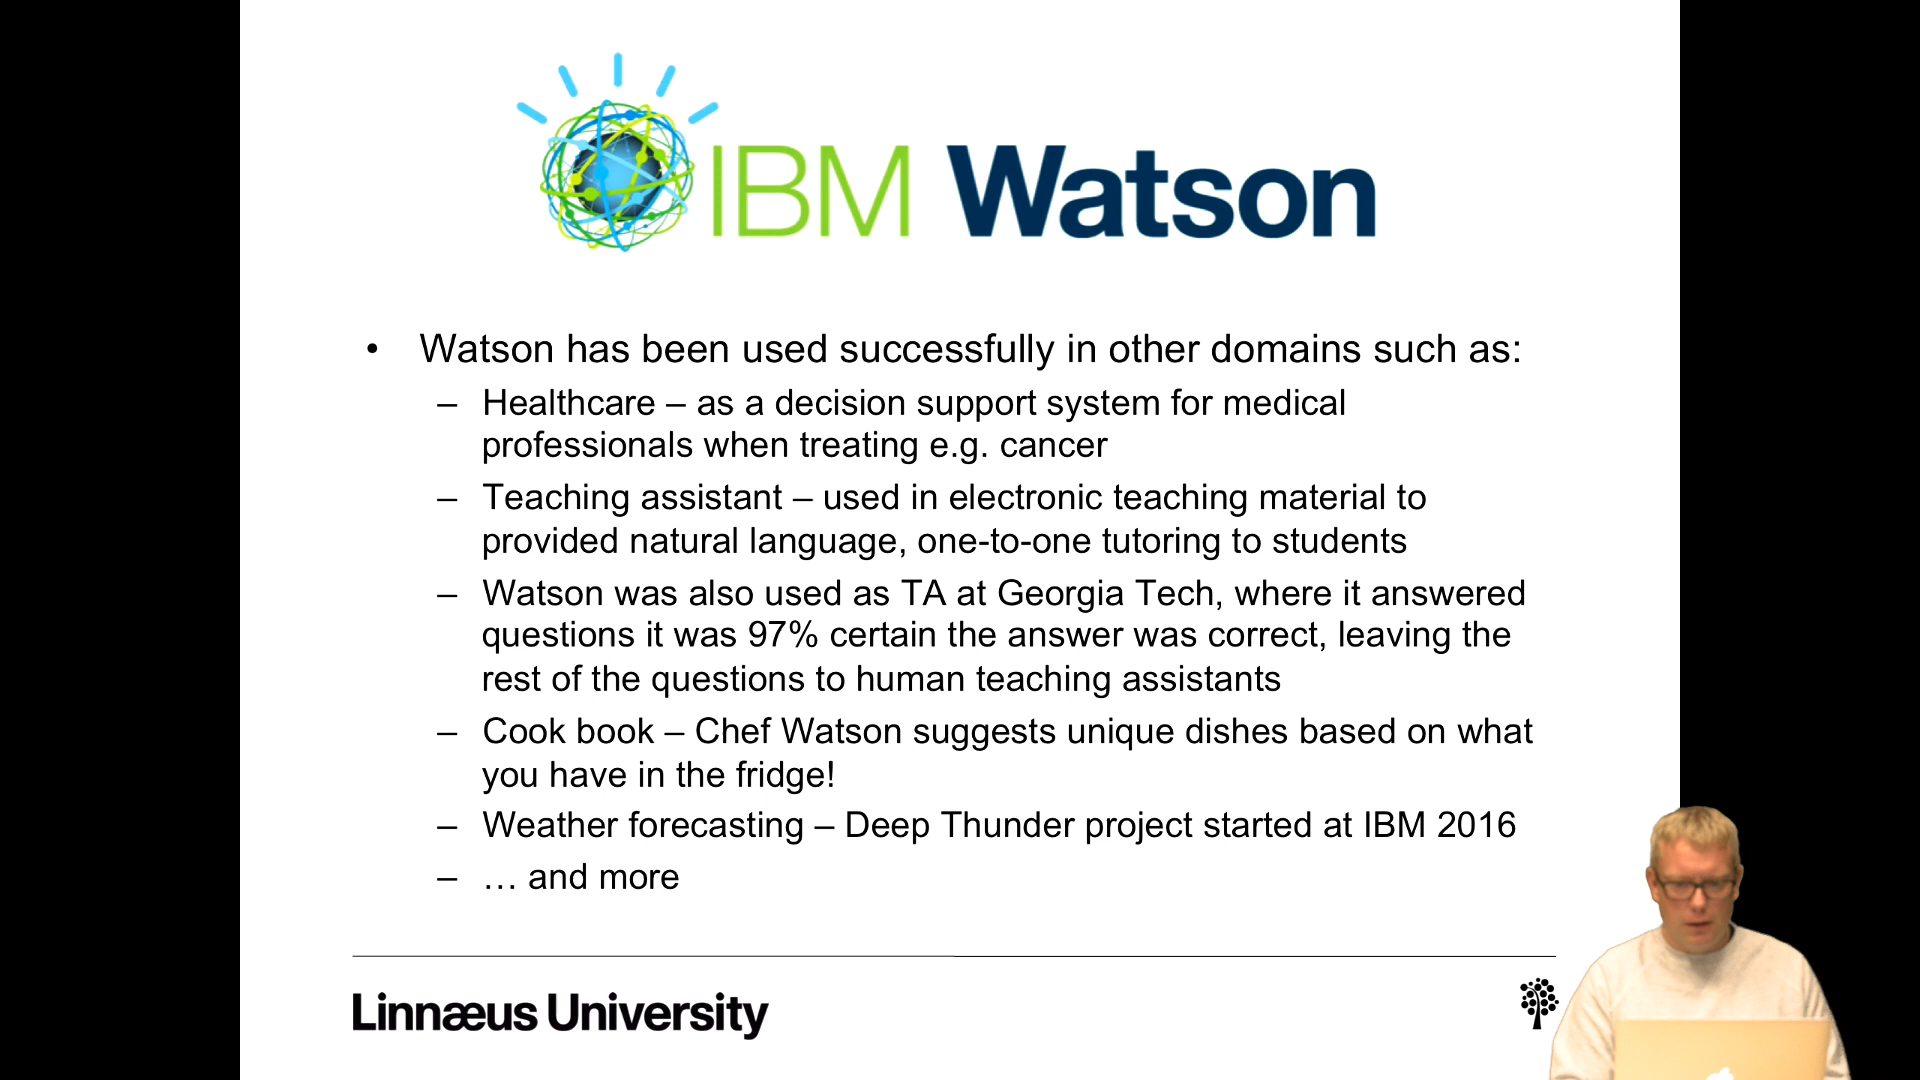 IBM Watson
• Watson has been used successfully in other domains such as:
– Healthcare – as a decision support system for medical
professionals when treating e.g. cancer
– Teaching assistant – used in electronic teaching material to
provided natural language, one-to-one tutoring to students
– Watson was also used as TA at Georgia Tech, where it answered
questions it was 97% certain the answer was correct, leaving the
rest of the questions to human teaching assistants
– Cook book – Chef Watson suggests unique dishes based on what
you have in the fridge!
– Weather forecasting – Deep Thunder project started at IBM 2016
– … and more
Linnæus University